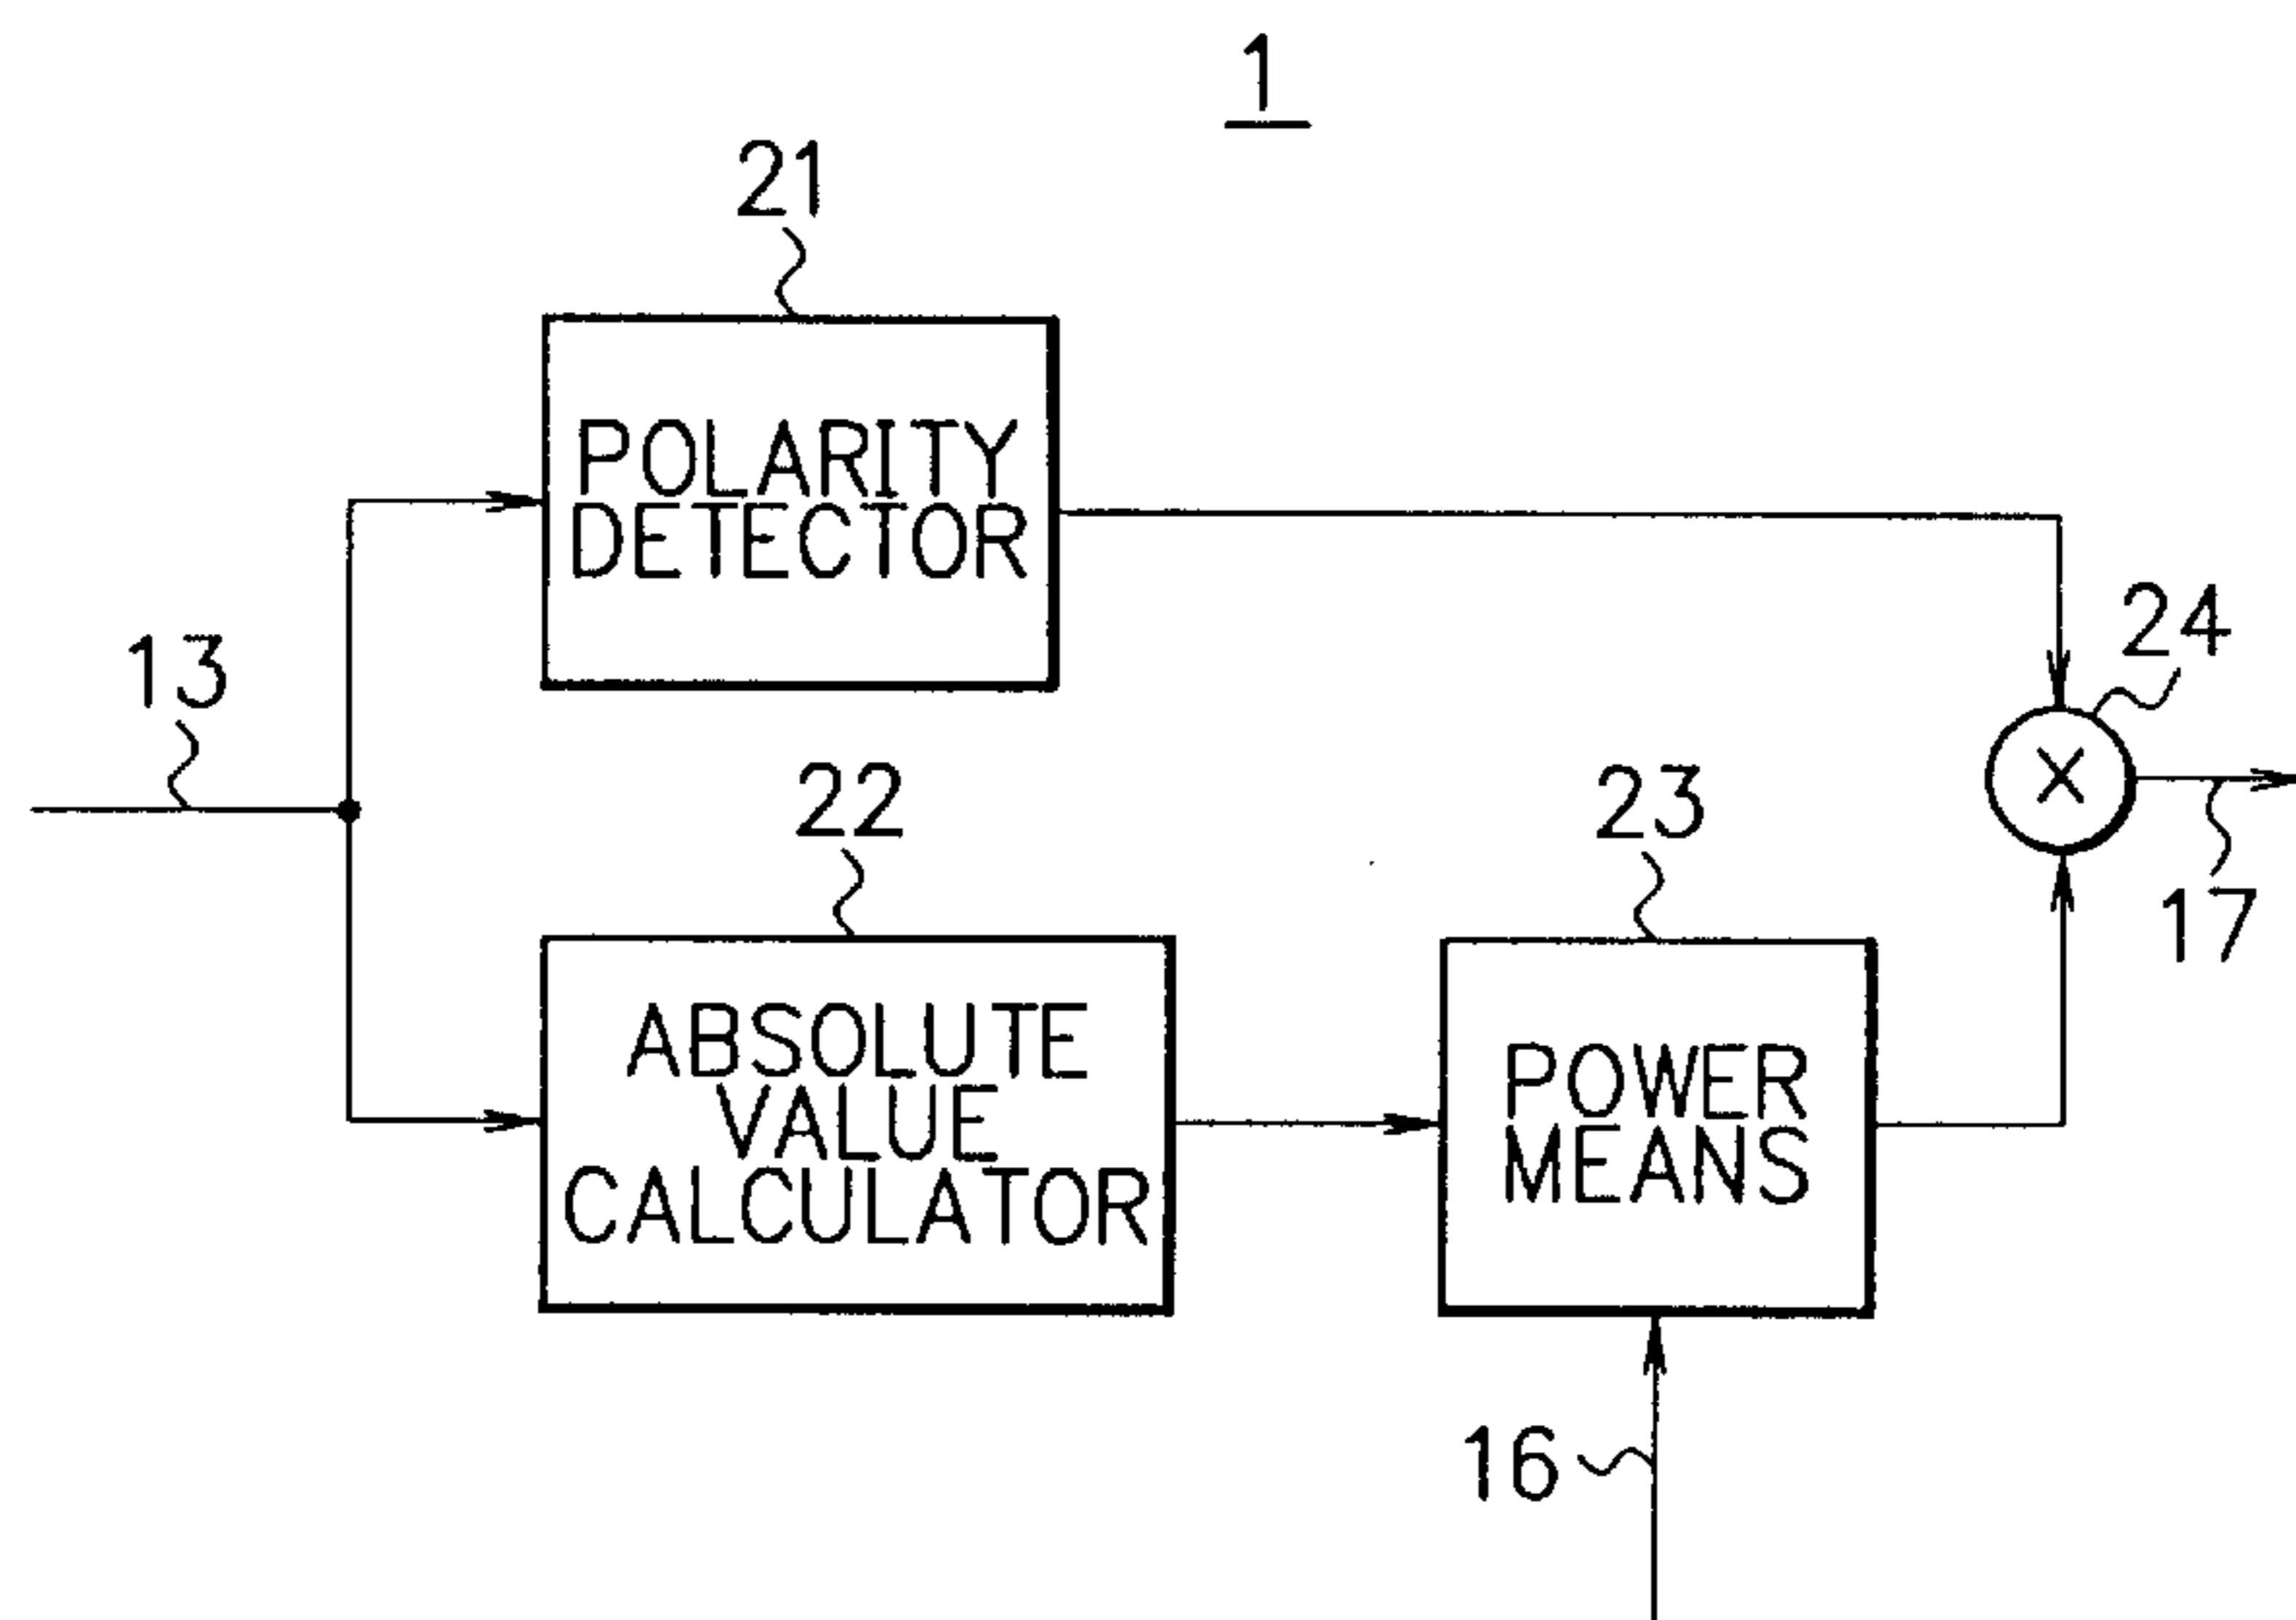 1
21
POLARITY
DETECTOR
13
24
22
23
17
ABSOLUTE
VALUE
CALCULATOR
POWER
MEANS
16